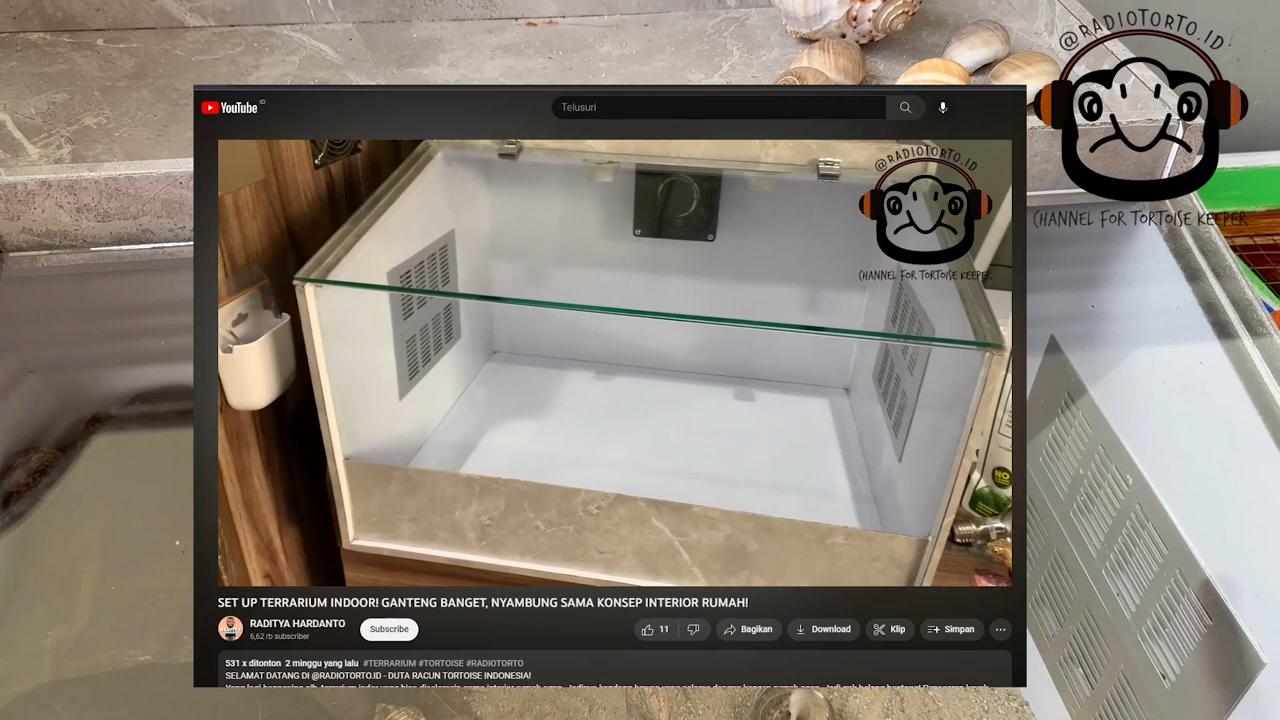 @RADIOTORTO.ID
CHANNEL FOR TORTOISE KEEPER
YouTube ID
Telusuri
@RADIOTORTO.ID
CHANNEL FOR TORTOISE KEEPER
NO
SET UP TERRARIUM INDOOR! GANTENG BANGET, NYAMBUNG SAMA KONSEP INTERIOR RUMAH!
RADITYA HARDANTO
6,62 rb subscriber
Subscribe
11
Bagikan
Download
Klip
Simpan
531 x ditonton 2 minggu yang lalu #TERRARIUM #TORTOISE #RADIOTORTO
SELAMAT DATANG DI @RADIOTORTO.ID - DUTA RACUN TORTOISE INDONESIA!